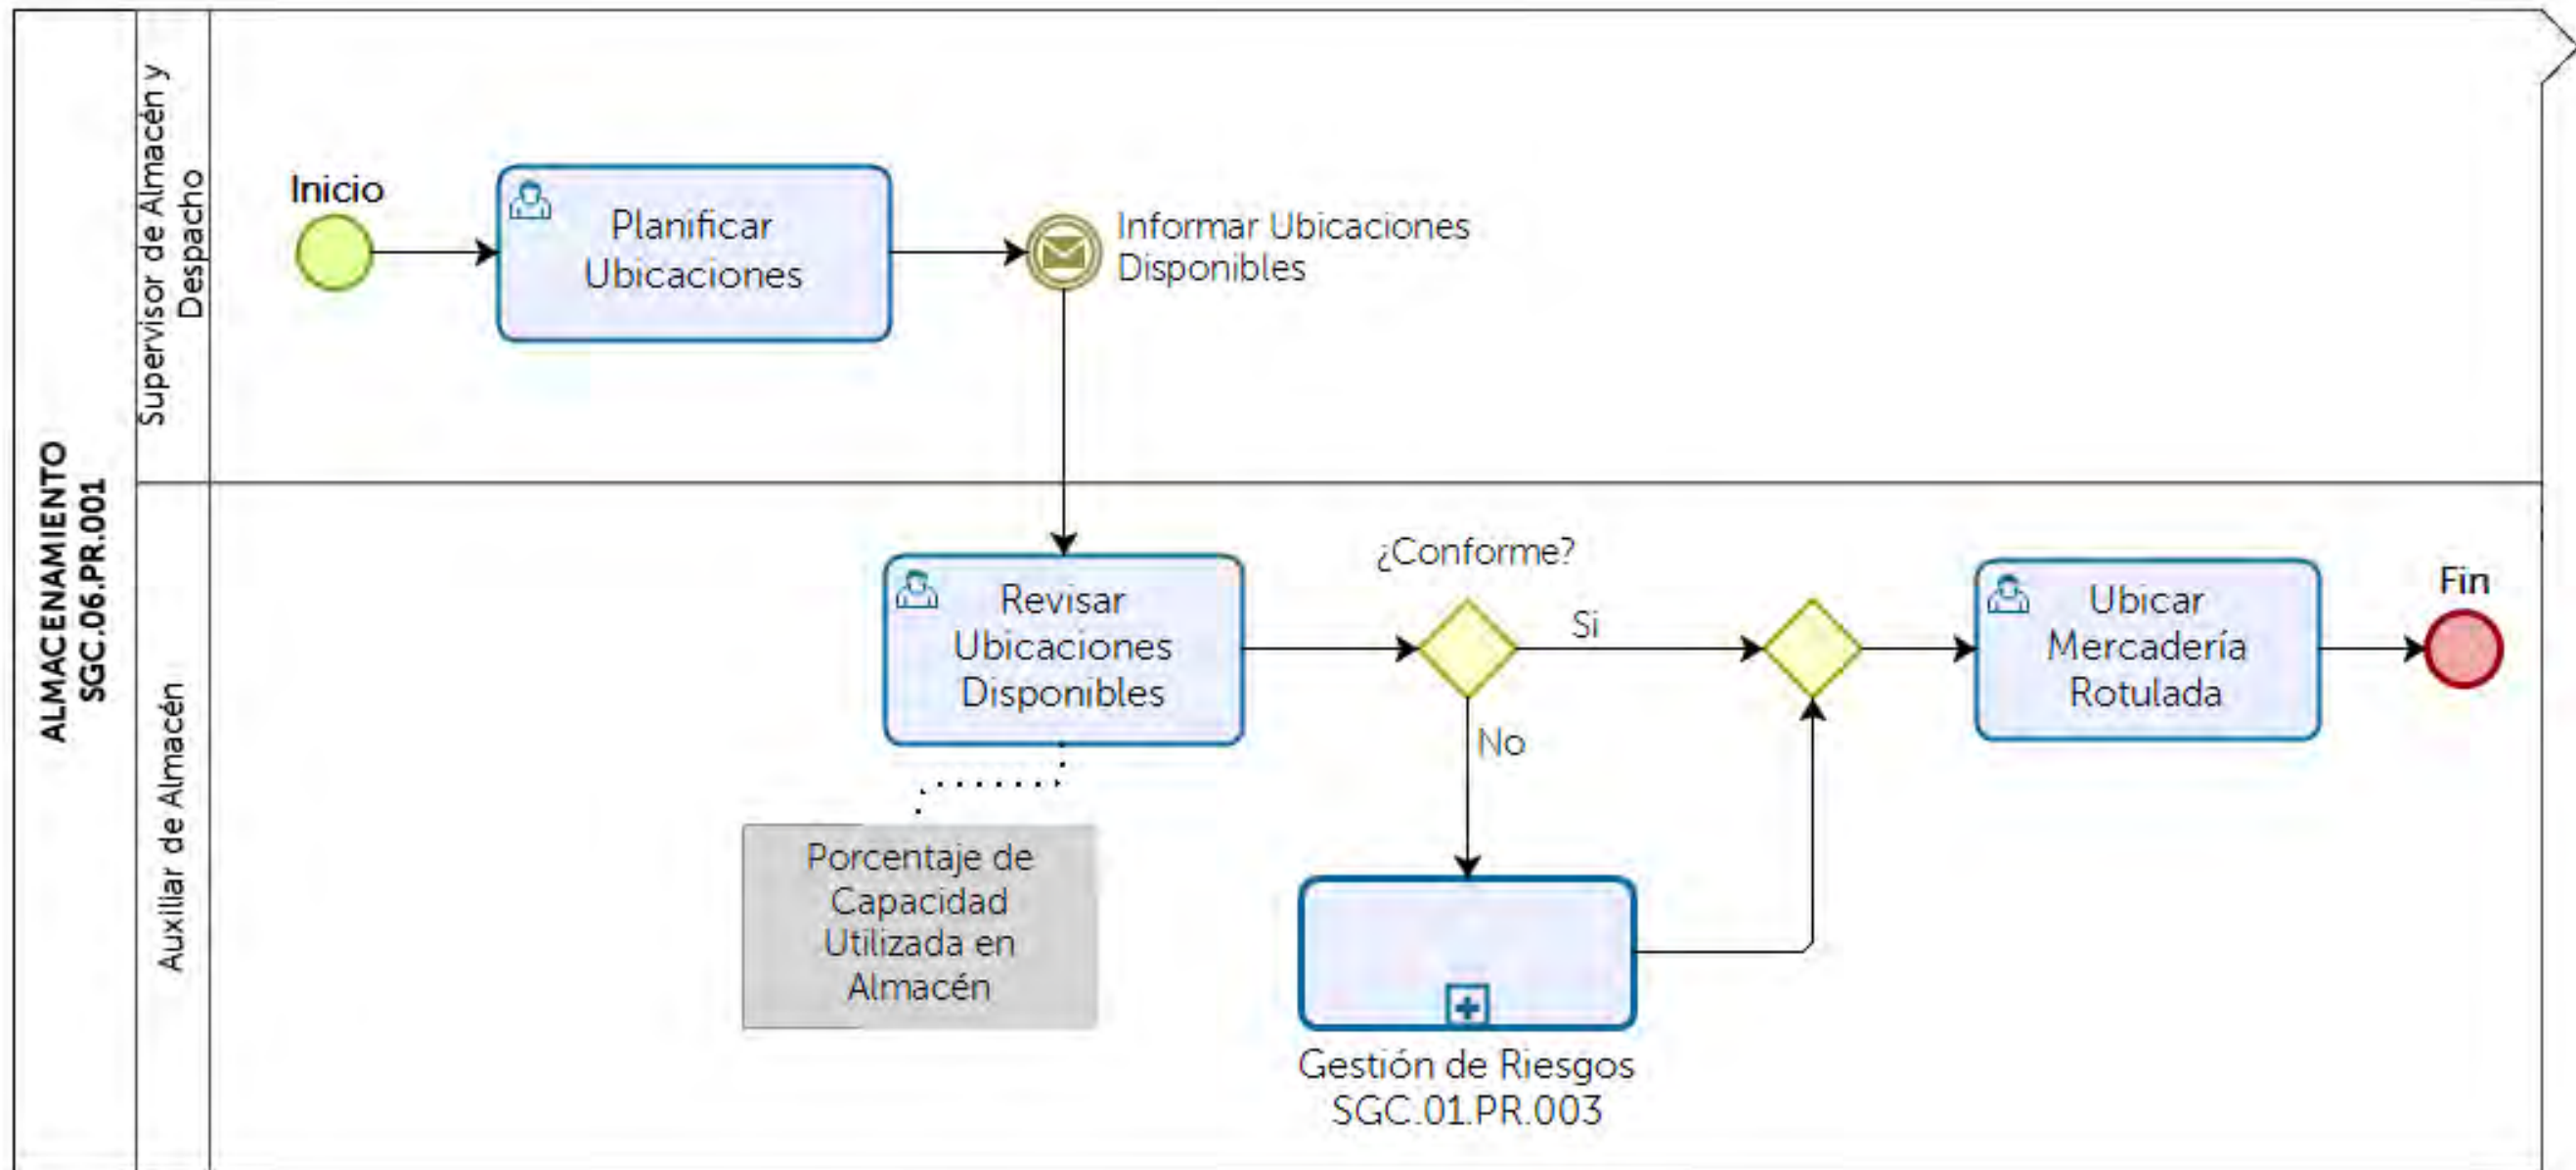 ALMACENAMIENTO
SGC.06.PR.001
Supervisor de Almacén y
Despacho
Inicio
Planificar
Ubicaciones
Informar Ubicaciones
Disponibles
Auxiliar de Almacén
Revisar
Ubicaciones
Disponibles
¿Conforme?
Si
No
Ubicar
Mercadería
Rotulada
Fin
Porcentaje de
Capacidad
Utilizada en
Almacén
Gestión de Riesgos
SGC.01.PR.003